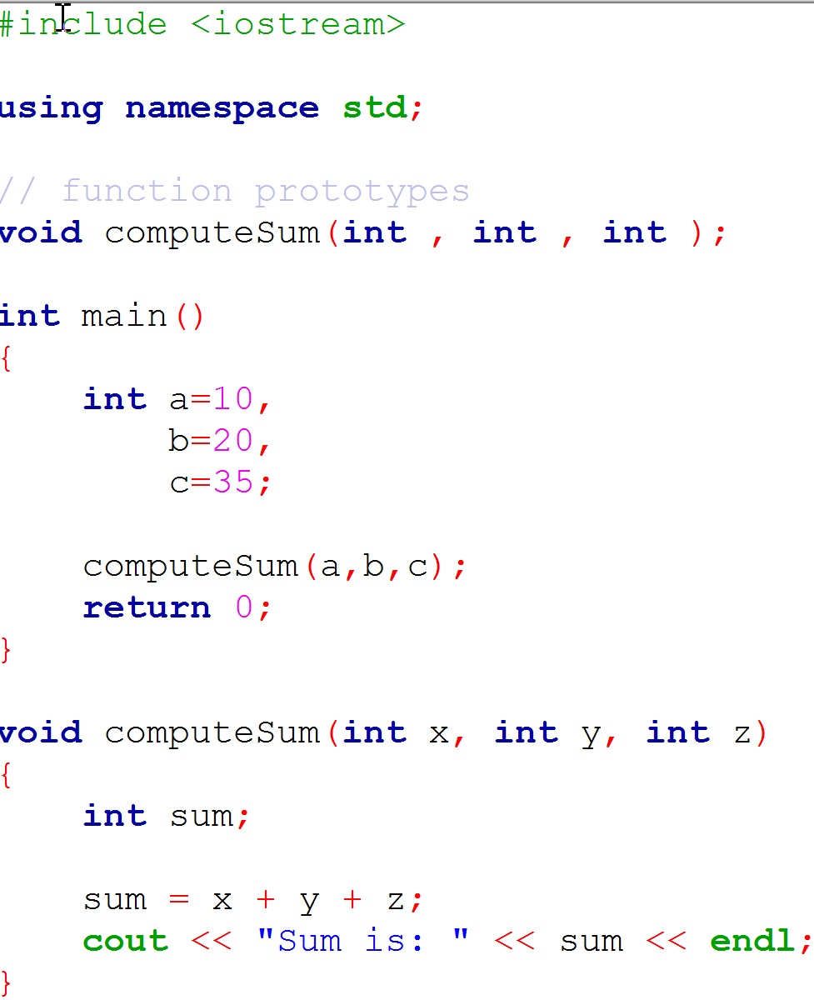 #include <iostream>
using namespace std;
// function prototypes
void computeSum(int , int , int );
int main()
{
    int a=10,
        b=20,
        c=35;
    computeSum(a,b,c);
    return 0;
}
void computeSum(int x, int y, int z)
{
    int sum;
    sum = x + y + z;
    cout << "Sum is: " << sum << endl;
}